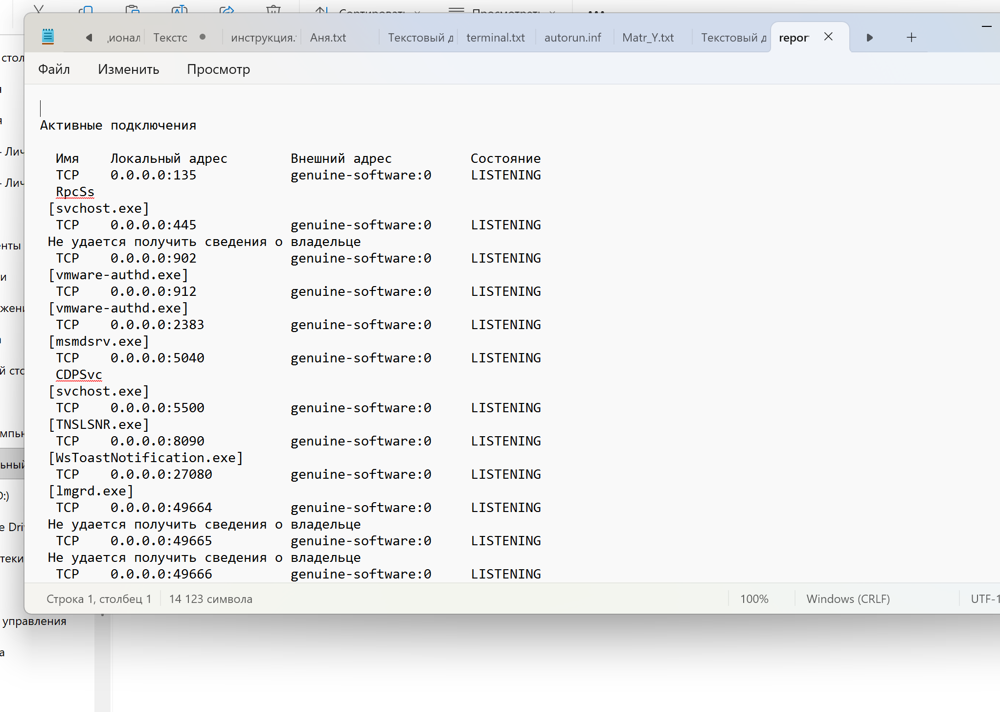 Сортировать
Просмотреть
Текстс
инструкция.
Аня.txt
Текстовый д
terminal.txt
autorun.inf
Matr_Y.txt
Текстовый д
repor
Файл Изменить Просмотр
Активные подключения
Имя Локальный адрес Внешний адрес Состояние
TCP 0.0.0.0:135 genuine-software:0 LISTENING
RpcSs
[svchost.exe]
TCP 0.0.0.0:445 genuine-software:0 LISTENING
Не удается получить сведения о владельце
TCP 0.0.0.0:902 genuine-software:0 LISTENING
[vmware-authd.exe]
TCP 0.0.0.0:912 genuine-software:0 LISTENING
[vmware-authd.exe]
TCP 0.0.0.0:2383 genuine-software:0 LISTENING
[msmdsrv.exe]
TCP 0.0.0.0:5040 genuine-software:0 LISTENING
CDPSvc
[svchost.exe]
TCP 0.0.0.0:5500 genuine-software:0 LISTENING
[TNSLSNR.exe]
TCP 0.0.0.0:8090 genuine-software:0 LISTENING
[WsToastNotification.exe]
TCP 0.0.0.0:27080 genuine-software:0 LISTENING
[lmgrd.exe]
TCP 0.0.0.0:49664 genuine-software:0 LISTENING
Не удается получить сведения о владельце
TCP 0.0.0.0:49665 genuine-software:0 LISTENING
Не удается получить сведения о владельце
TCP 0.0.0.0:49666 genuine-software:0 LISTENING
Строка 1, столбец 1 14 123 символа 100% Windows (CRLF) UTF-1
управления